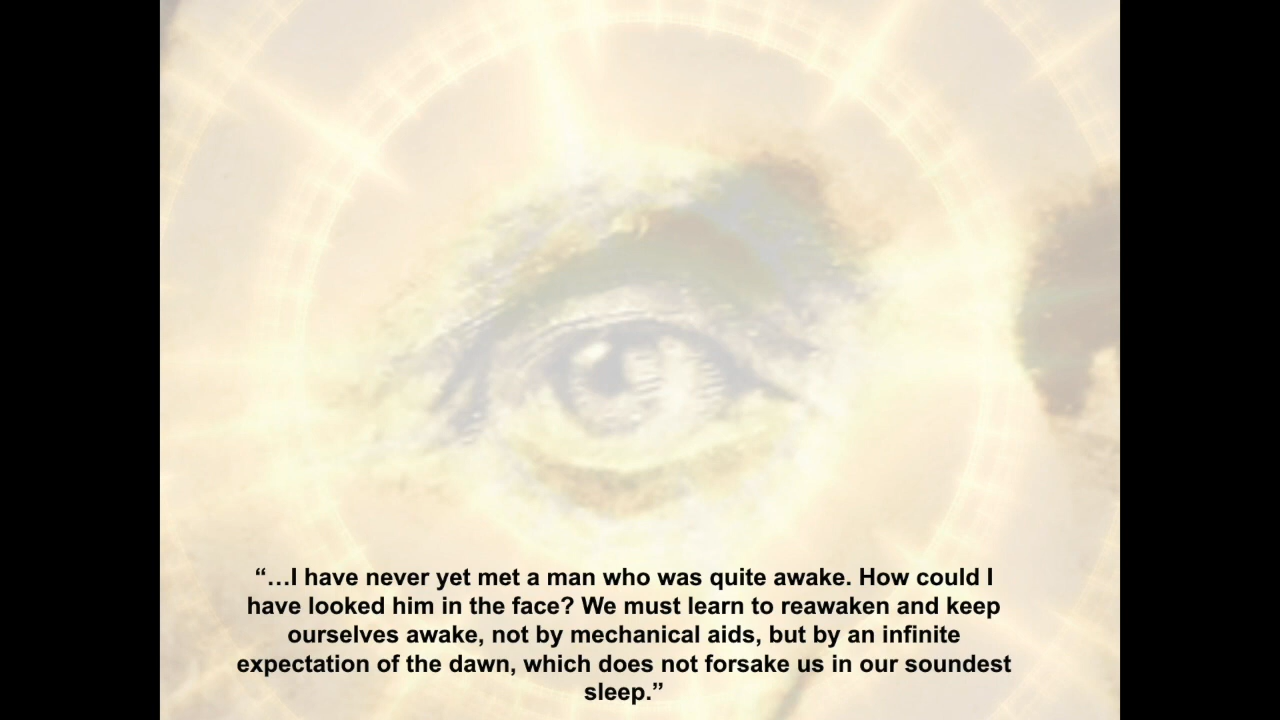 “…I have never yet met a man who was quite awake. How could I
have looked him in the face? We must learn to reawaken and keep
ourselves awake, not by mechanical aids, but by an infinite
expectation of the dawn, which does not forsake us in our soundest
sleep.”